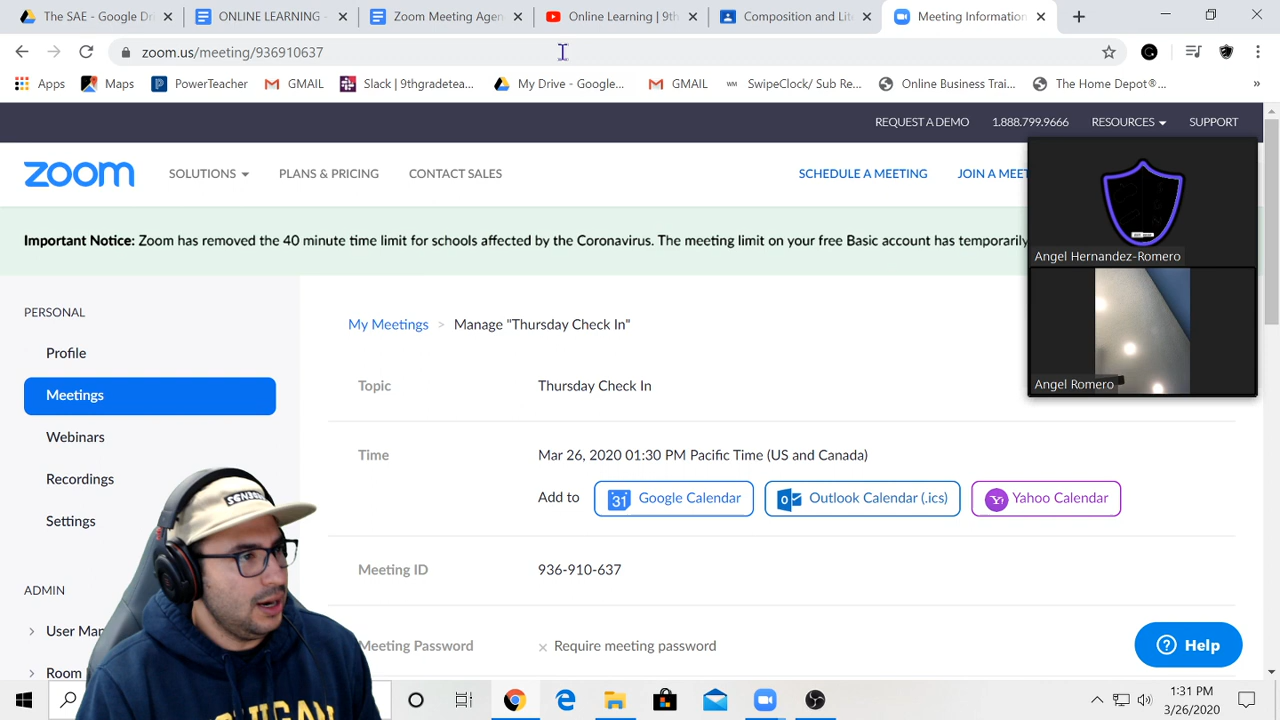 The SAE - Google Dri
ONLINE LEARNING -
Zoom Meeting Agen
Online Learning | 9th
Composition and Lit
Meeting Information
zoom.us/meeting/936910637
Apps
Maps
PowerTeacher
GMAIL
Slack | 9thgradetea...
My Drive - Google...
GMAIL
SwipeClock/ Sub Re...
Online Business Trai...
The Home Depot®...
REQUEST A DEMO
1.888.799.9666
RESOURCES
SUPPORT
zoom
SOLUTIONS
PLANS & PRICING
CONTACT SALES
SCHEDULE A MEETING
JOIN A MEET
Important Notice: Zoom has removed the 40 minute time limit for schools affected by the Coronavirus. The meeting limit on your free Basic account has temporarily
Angel Hernandez-Romero
Angel Romero
PERSONAL
Profile
Meetings
Webinars
Recordings
Settings
ADMIN
User Man
Room
My Meetings > Manage "Thursday Check In"
Topic
Thursday Check In
Time
Mar 26, 2020 01:30 PM Pacific Time (US and Canada)
Add to
31
Google Calendar
Outlook Calendar (.ics)
Yahoo Calendar
Meeting ID
936-910-637
Meeting Password
Require meeting password
Help
1:31 PM
3/26/2020